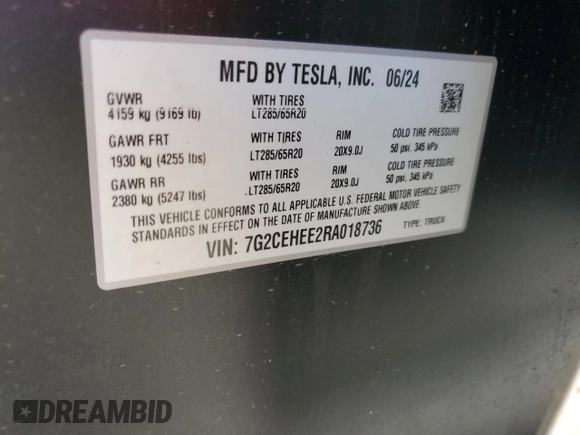 MFD BY TESLA, INC. 06/24
GVWR WITH TIRES
4159 kg (9169 lb) LT285/65R20
GAWR FRT WITH TIRES RIM COLD TIRE PRESSURE
1930 kg (4255 lbs) LT285/65R20 20X9.0J 50 psi, 345 kPa
GAWR RR WITH TIRES RIM COLD TIRE PRESSURE
2380 kg (5247 lbs) LT285/65R20 20X9.0J 50 psi, 345 kPa
THIS VEHICLE CONFORMS TO ALL APPLICABLE U.S. FEDERAL MOTOR VEHICLE SAFETY
STANDARDS IN EFFECT ON THE DATE OF MANUFACTURE SHOWN ABOVE.
VIN: 7G2CEHEE2RA018736 TYPE: TRUCK
DREAMBID